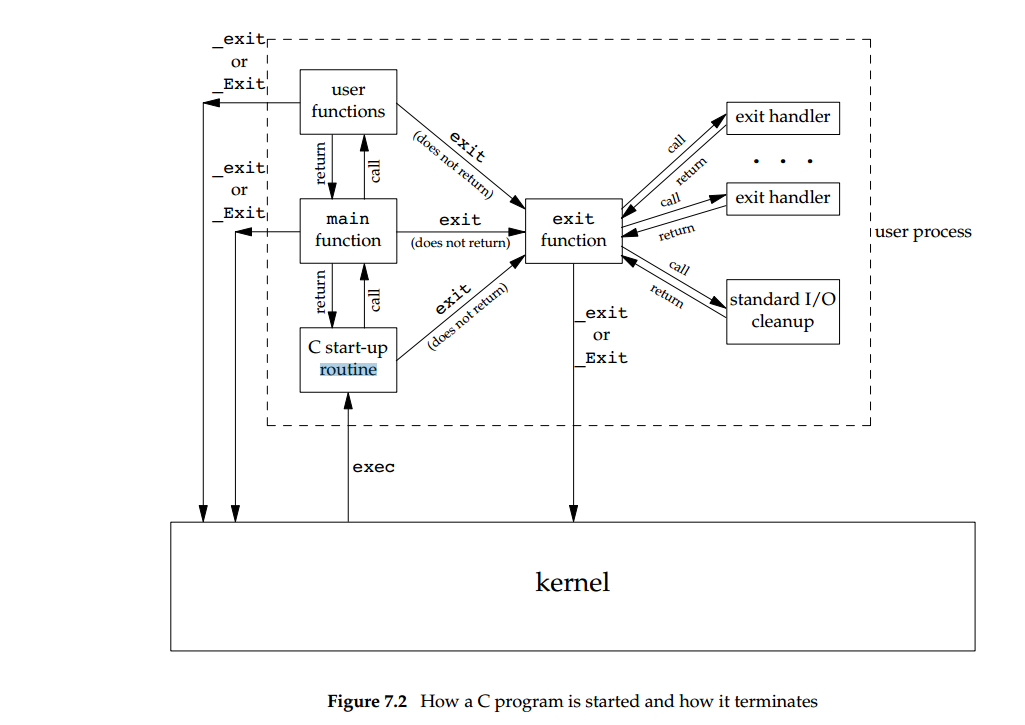 _exit
or
_Exit
user
functions
exit
(does not return)
call
return
exit handler
. . .
return
call
_exit
or
_Exit
main
function
exit
(does not return)
exit
function
call
return
exit handler
user process
return
call
exit
(does not return)
call
return
standard I/O
cleanup
C start-up
routine
_exit
or
_Exit
exec
kernel
Figure 7.2 How a C program is started and how it terminates